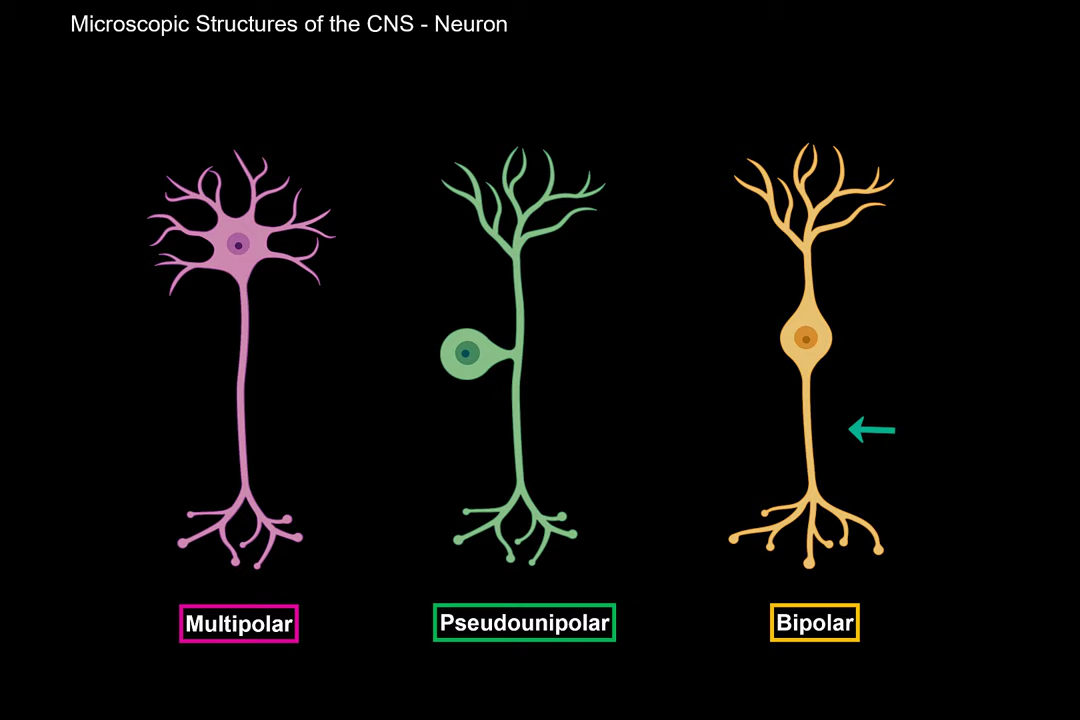 Microscopic Structures of the CNS - Neuron
Multipolar
Pseudounipolar
Bipolar